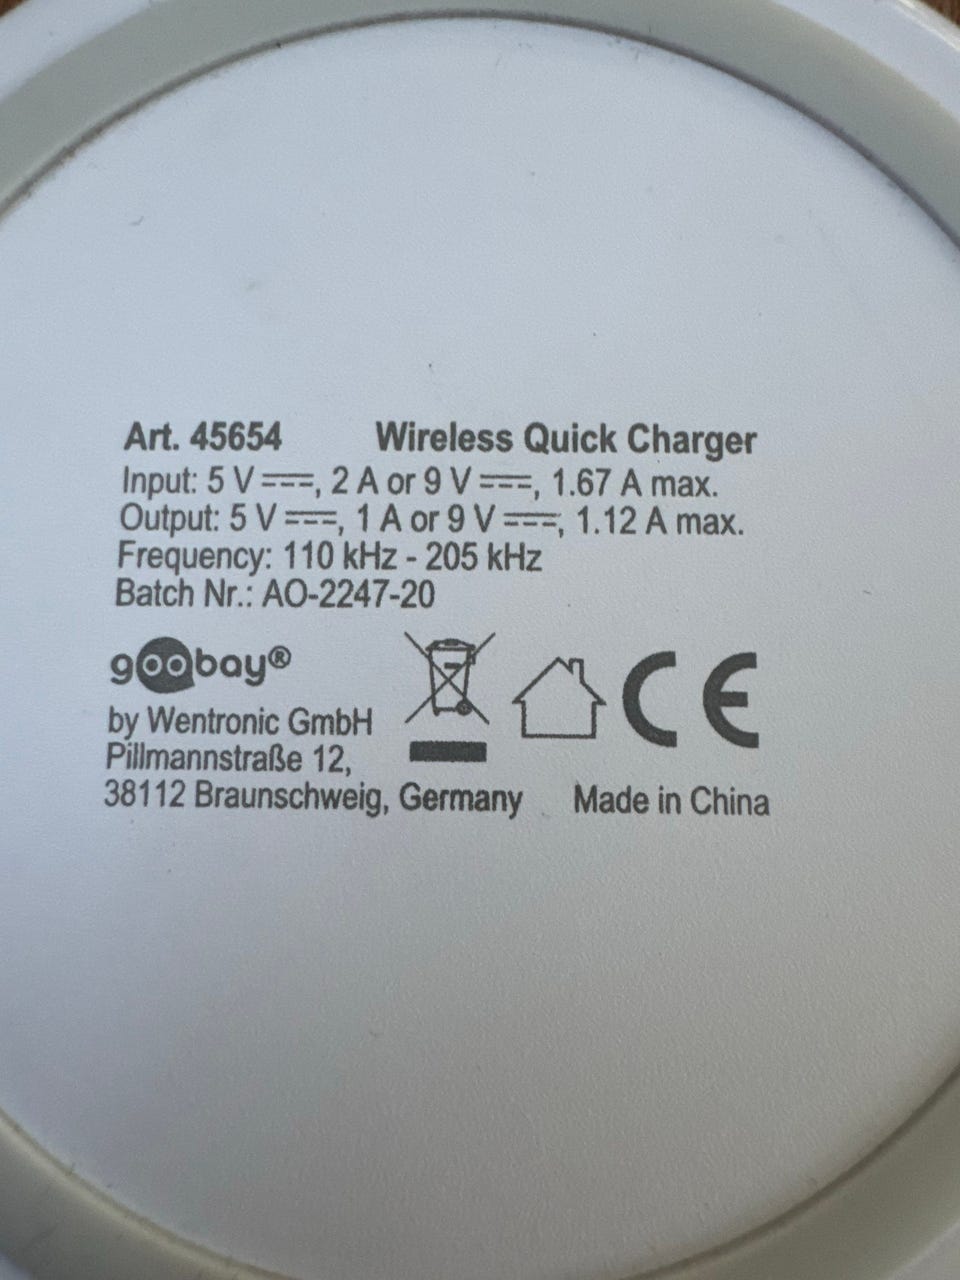 Art. 45654 Wireless Quick Charger
Input: 5 V ⎓, 2 A or 9 V ⎓, 1.67 A max.
Output: 5 V ⎓, 1 A or 9 V ⎓, 1.12 A max.
Frequency: 110 kHz - 205 kHz
Batch Nr.: AO-2247-20
goobay®
by Wentronic GmbH
Pillmannstraße 12,
38112 Braunschweig, Germany
CE
Made in China